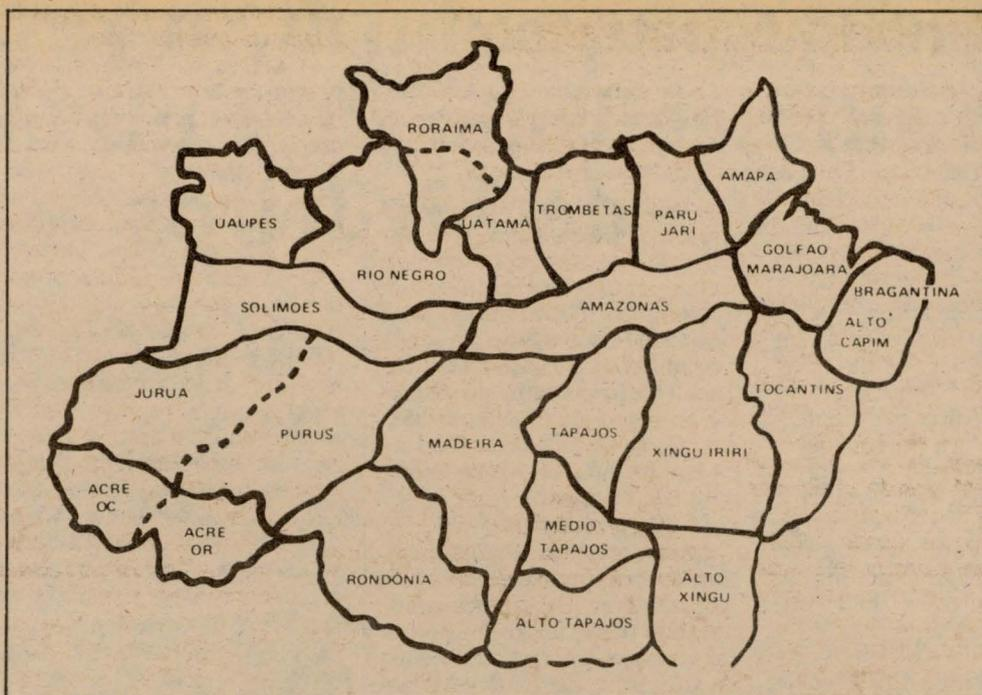 RORAIMA
AMAPA
UAUPES
UATAMA
TROMBETAS
PARU
JARI
GOLFAO
MARAJOARA
RIO NEGRO
BRAGANTINA
SOLIMOES
AMAZONAS
ALTO
CAPIM
JURUA
TOCANTINS
PURUS
MADEIRA
TAPAJOS
XINGU IRIRI
ACRE
OC
ACRE
OR
MEDIO
TAPAJOS
RONDÔNIA
ALTO
XINGU
ALTO TAPAJOS